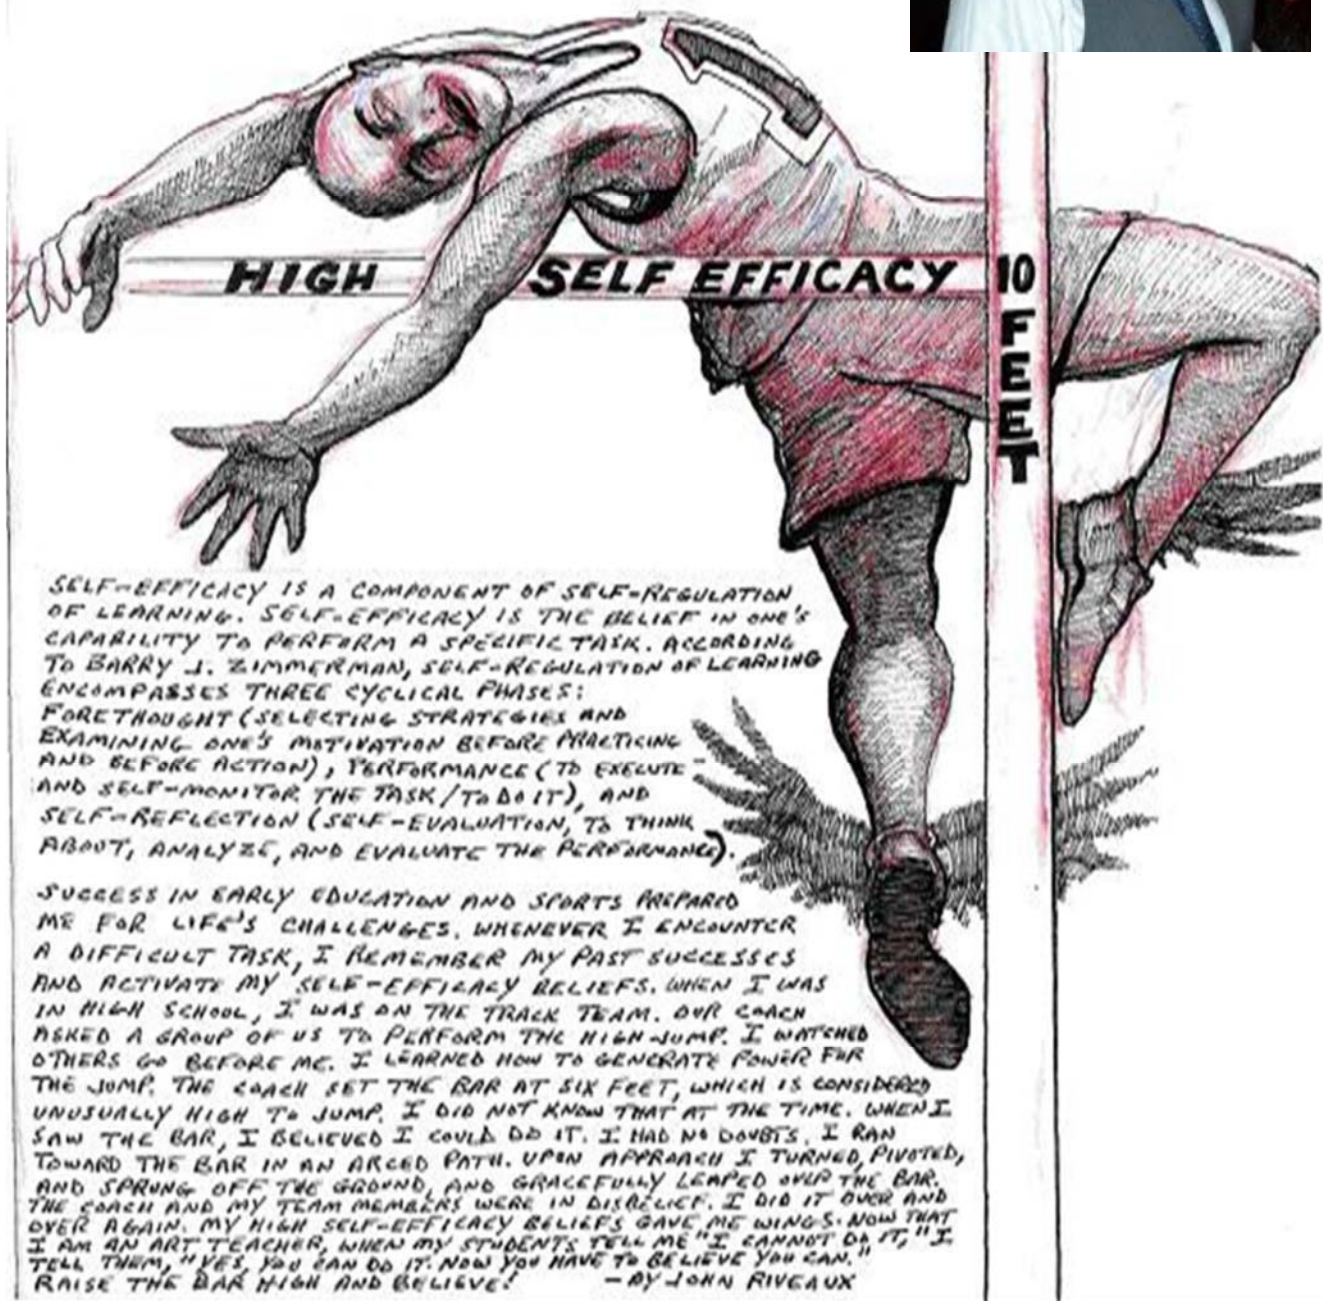 HIGH SELF EFFICACY
10
FEET
SELF-EFFICACY IS A COMPONENT OF SELF-REGULATION
OF LEARNING. SELF-EFFICACY IS THE BELIEF IN ONE'S
CAPABILITY TO PERFORM A SPECIFIC TASK. ACCORDING
TO BARRY J. ZIMMERMAN, SELF-REGULATION OF LEARNING
ENCOMPASSES THREE CYCLICAL PHASES:
FORETHOUGHT (SELECTING STRATEGIES AND
EXAMINING ONE'S MOTIVATION BEFORE PRACTICING
AND BEFORE ACTION), PERFORMANCE (TO EXECUTE
AND SELF-MONITOR THE TASK/TO DO IT), AND
SELF-REFLECTION (SELF-EVALUATION, TO THINK
ABOUT, ANALYZE, AND EVALUATE THE PERFORMANCE).
SUCCESS IN EARLY EDUCATION AND SPORTS PREPARED
ME FOR LIFE'S CHALLENGES. WHENEVER I ENCOUNTER
A DIFFICULT TASK, I REMEMBER MY PAST SUCCESSES
AND ACTIVATE MY SELF-EFFICACY BELIEFS. WHEN I WAS
IN HIGH SCHOOL, I WAS ON THE TRACK TEAM. OUR COACH
ASKED A GROUP OF US TO PERFORM THE HIGH-JUMP. I WATCHED
OTHERS GO BEFORE ME. I LEARNED HOW TO GENERATE POWER FOR
THE JUMP. THE COACH SET THE BAR AT SIX FEET, WHICH IS CONSIDERED
UNUSUALLY HIGH TO JUMP. I DID NOT KNOW THAT AT THE TIME. WHEN I
SAW THE BAR, I BELIEVED I COULD DO IT. I HAD NO DOUBTS. I RAN
TOWARD THE BAR IN AN ARCED PATH. UPON APPROACH I TURNED, PIVOTED,
AND SPRUNG OFF THE GROUND, AND GRACEFULLY LEAPED OVER THE BAR.
THE COACH AND MY TEAM MEMBERS WERE IN DISBELIEF. I DID IT OVER AND
OVER AGAIN. MY HIGH SELF-EFFICACY BELIEFS GAVE ME WINGS. NOW THAT
I AM AN ART TEACHER, WHEN MY STUDENTS TELL ME "I CANNOT DO IT," I
TELL THEM, "YES, YOU CAN DO IT. NOW YOU HAVE TO BELIEVE YOU CAN."
RAISE THE BAR HIGH AND BELIEVE! -BY JOHN RIVEAUX